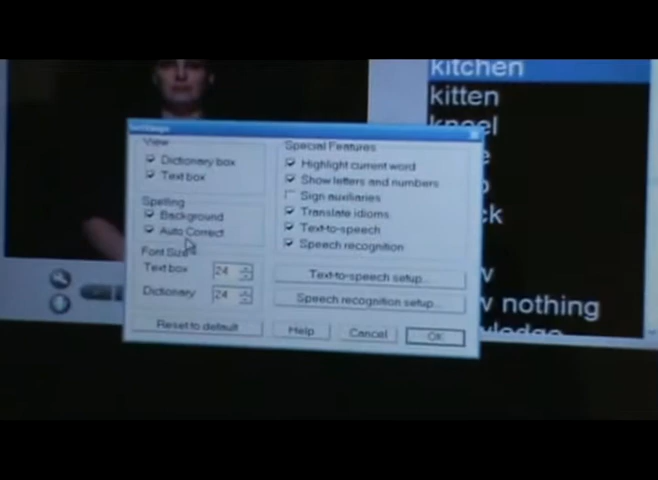 kitchen
kitten
kneel
Settings
View
Dictionary box
Text box
Spelling
Background
Auto Correct
Font Size
Text box 24
Dictionary 24
Reset to default
Special Features
Highlight current word
Show letters and numbers
Sign auxiliaries
Translate idioms
Text-to-speech
Speech recognition
Text-to-speech setup...
Speech recognition setup...
Help
Cancel
OK
nothing